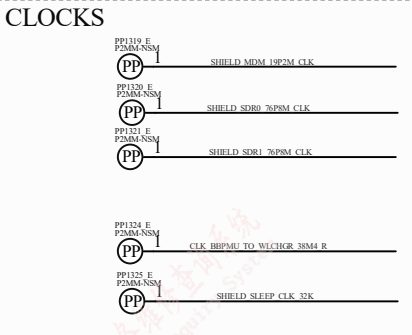 CLOCKS
PP1319_E
P2MM-NSM
PP 1 SHIELD_MDM_19P2M_CLK
PP1320_E
P2MM-NSM
PP 1 SHIELD_SDR0_76P8M_CLK
PP1321_E
P2MM-NSM
PP 1 SHIELD_SDR1_76P8M_CLK
PP1324_E
P2MM-NSM
PP 1 CLK_BBPMU_TO_WLCHGR_38M4_R
PP1325_E
P2MM-NSM
PP 1 SHIELD_SLEEP_CLK_32K